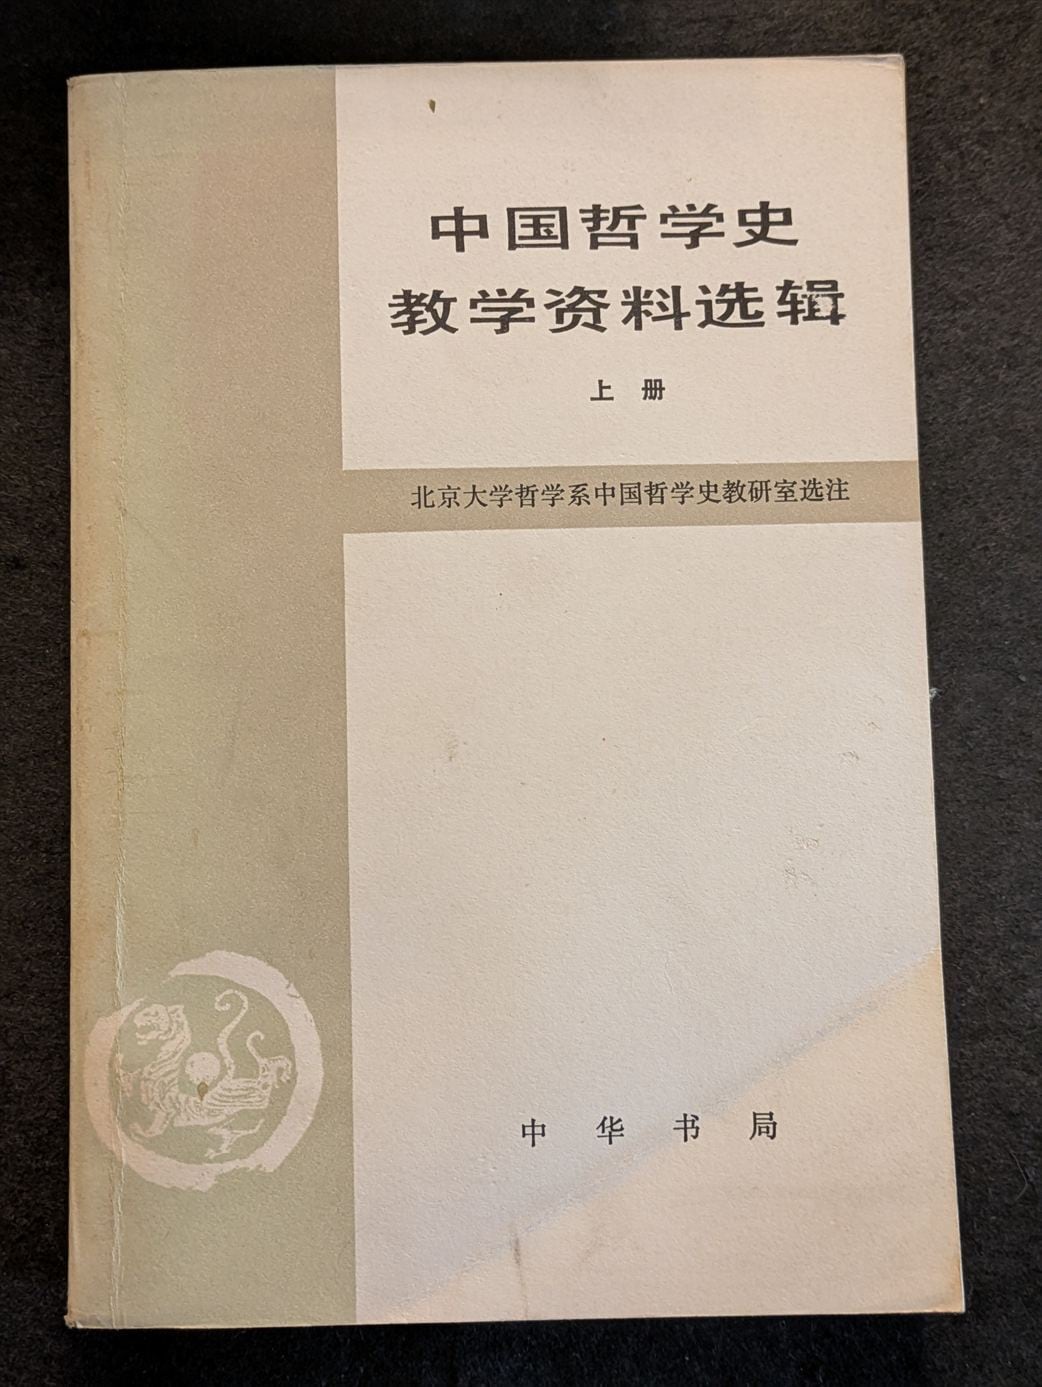 中国哲学史
教学资料选辑
上册
北京大学哲学系中国哲学史教研室选注
中华书局